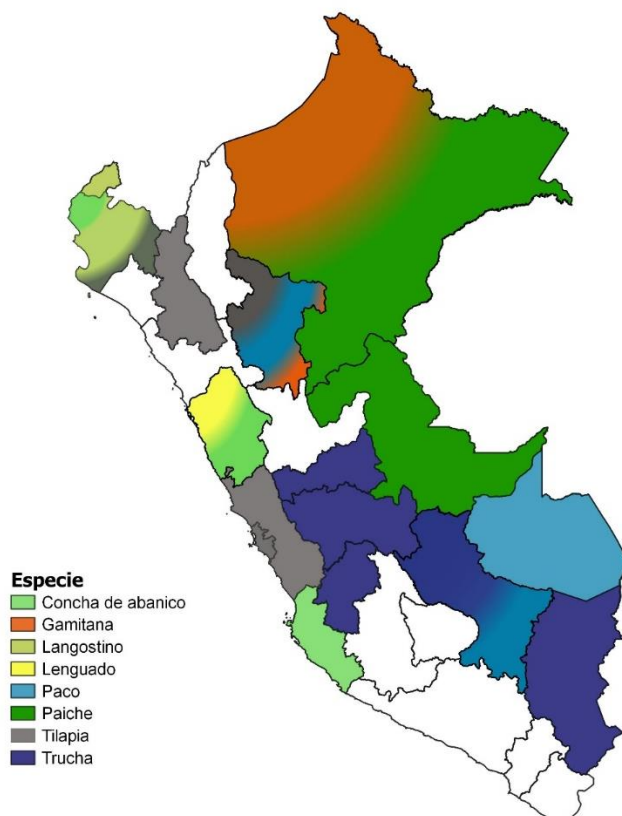 Especie
Concha de abanico
Gamitana
Langostino
Lenguado
Paco
Paiche
Tilapia
Trucha